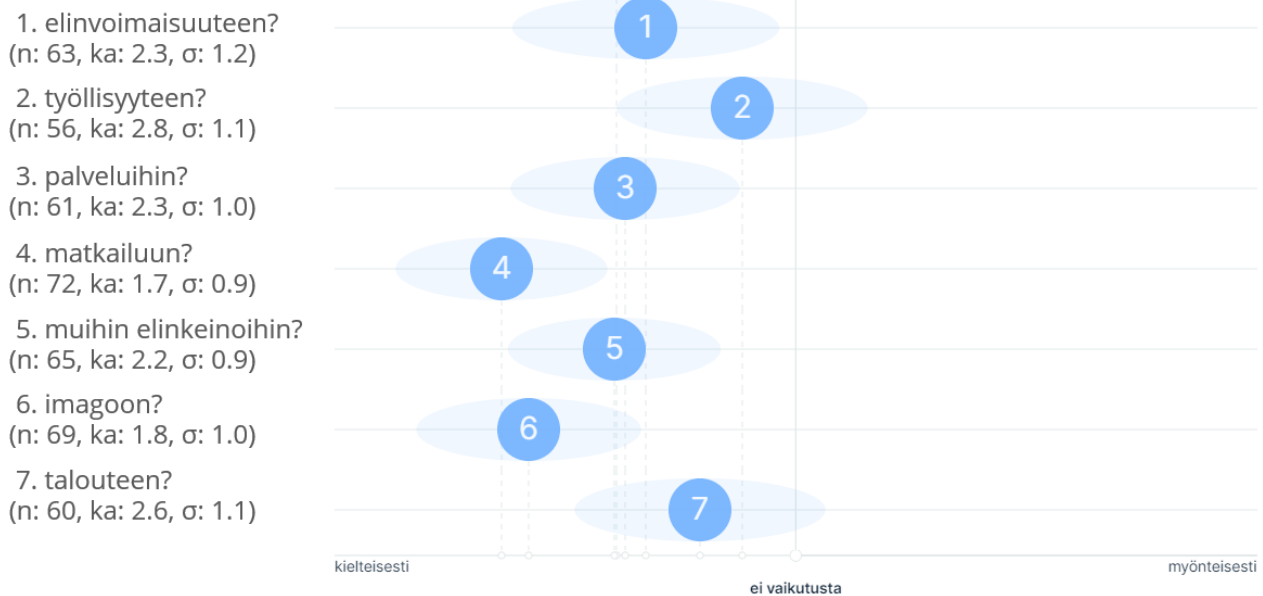 1. elinvoimaisuuteen?
(n: 63, ka: 2.3, σ: 1.2)
2. työllisyyteen?
(n: 56, ka: 2.8, σ: 1.1)
3. palveluihin?
(n: 61, ka: 2.3, σ: 1.0)
4. matkailuun?
(n: 72, ka: 1.7, σ: 0.9)
5. muihin elinkeinoihin?
(n: 65, ka: 2.2, σ: 0.9)
6. imagoon?
(n: 69, ka: 1.8, σ: 1.0)
7. talouteen?
(n: 60, ka: 2.6, σ: 1.1)
1
2
3
4
5
6
7
kielteisesti
myönteisesti
ei vaikutusta